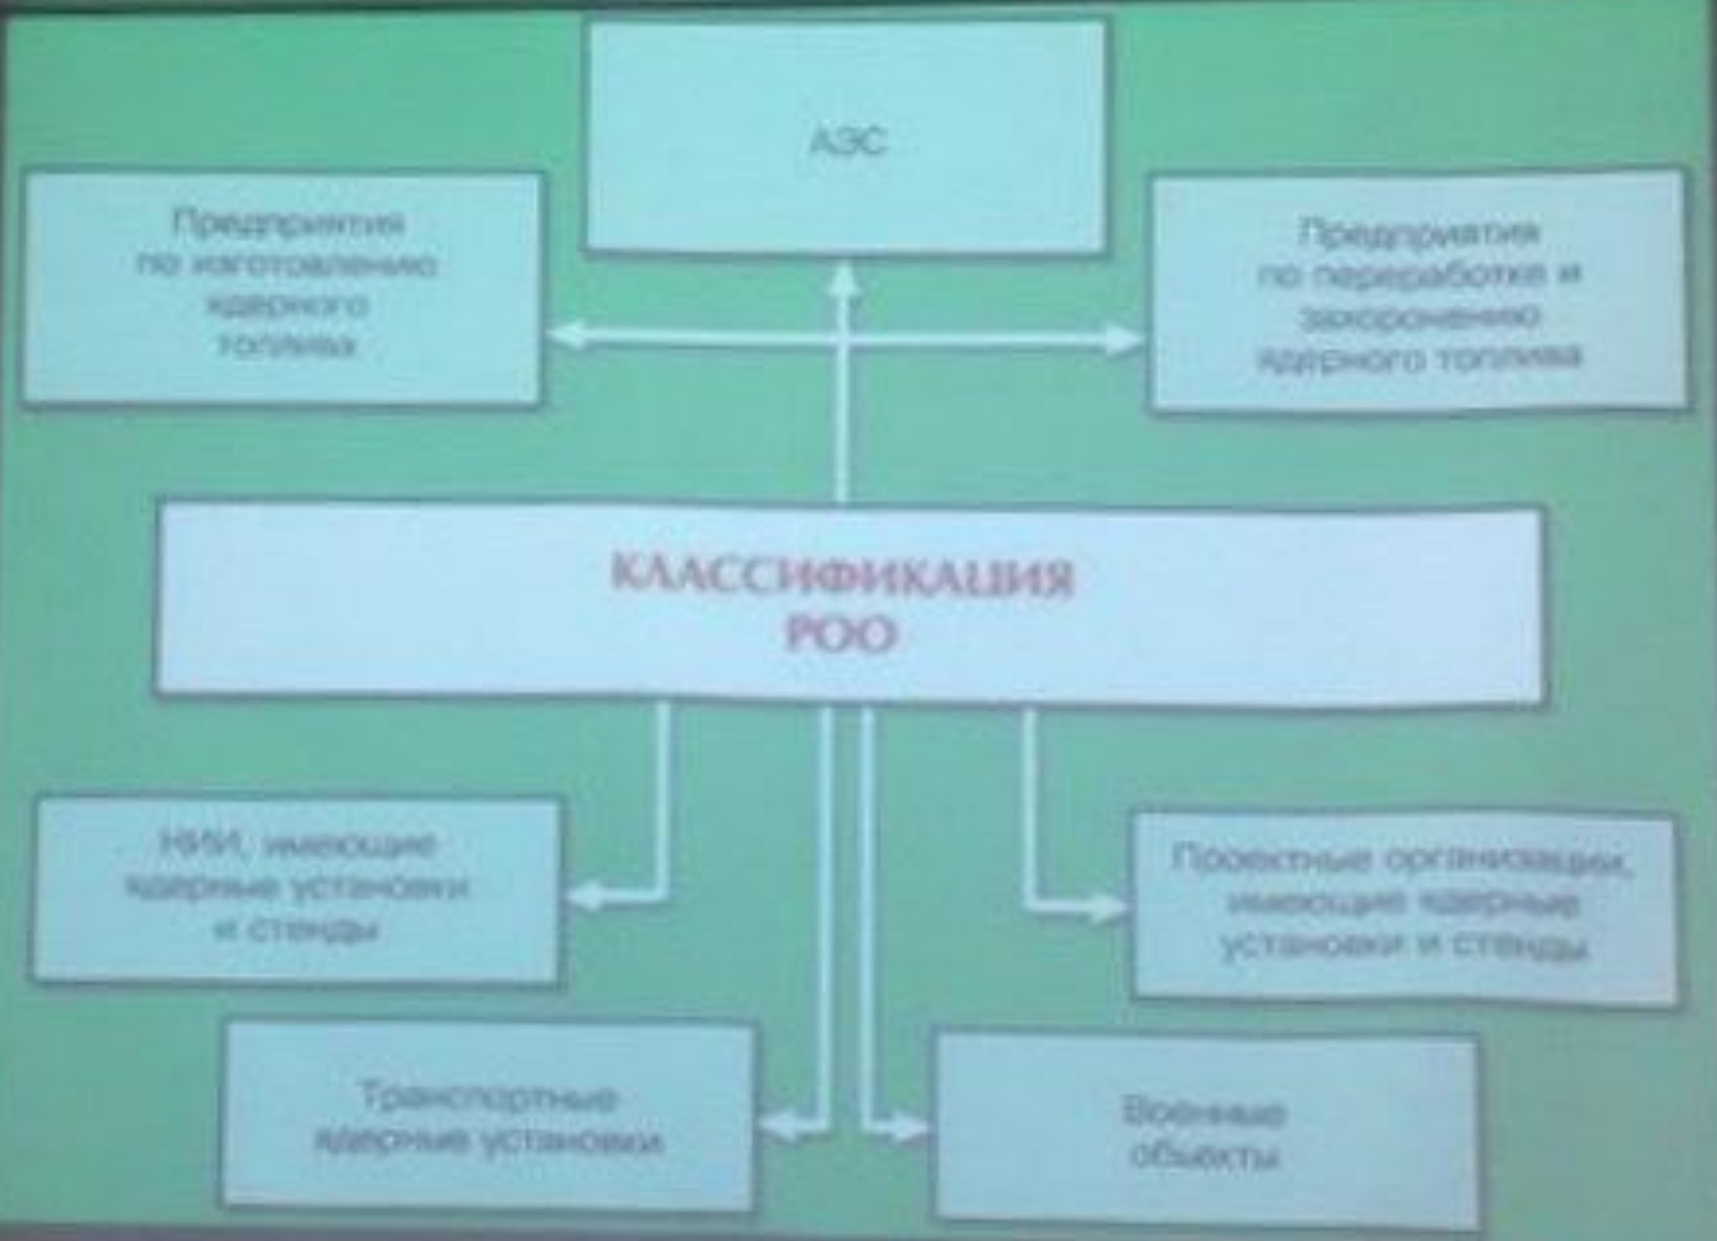 АЭС
Предприятия
по изготовлению
ядерного
топлива
Предприятия
по переработке и
захоронению
ядерного топлива
КЛАССИФИКАЦИЯ
РОО
НИИ, имеющие
ядерные установки
и стенды
Проектные организации,
имеющие ядерные
установки и стенды
Транспортные
ядерные установки
Военные
объекты